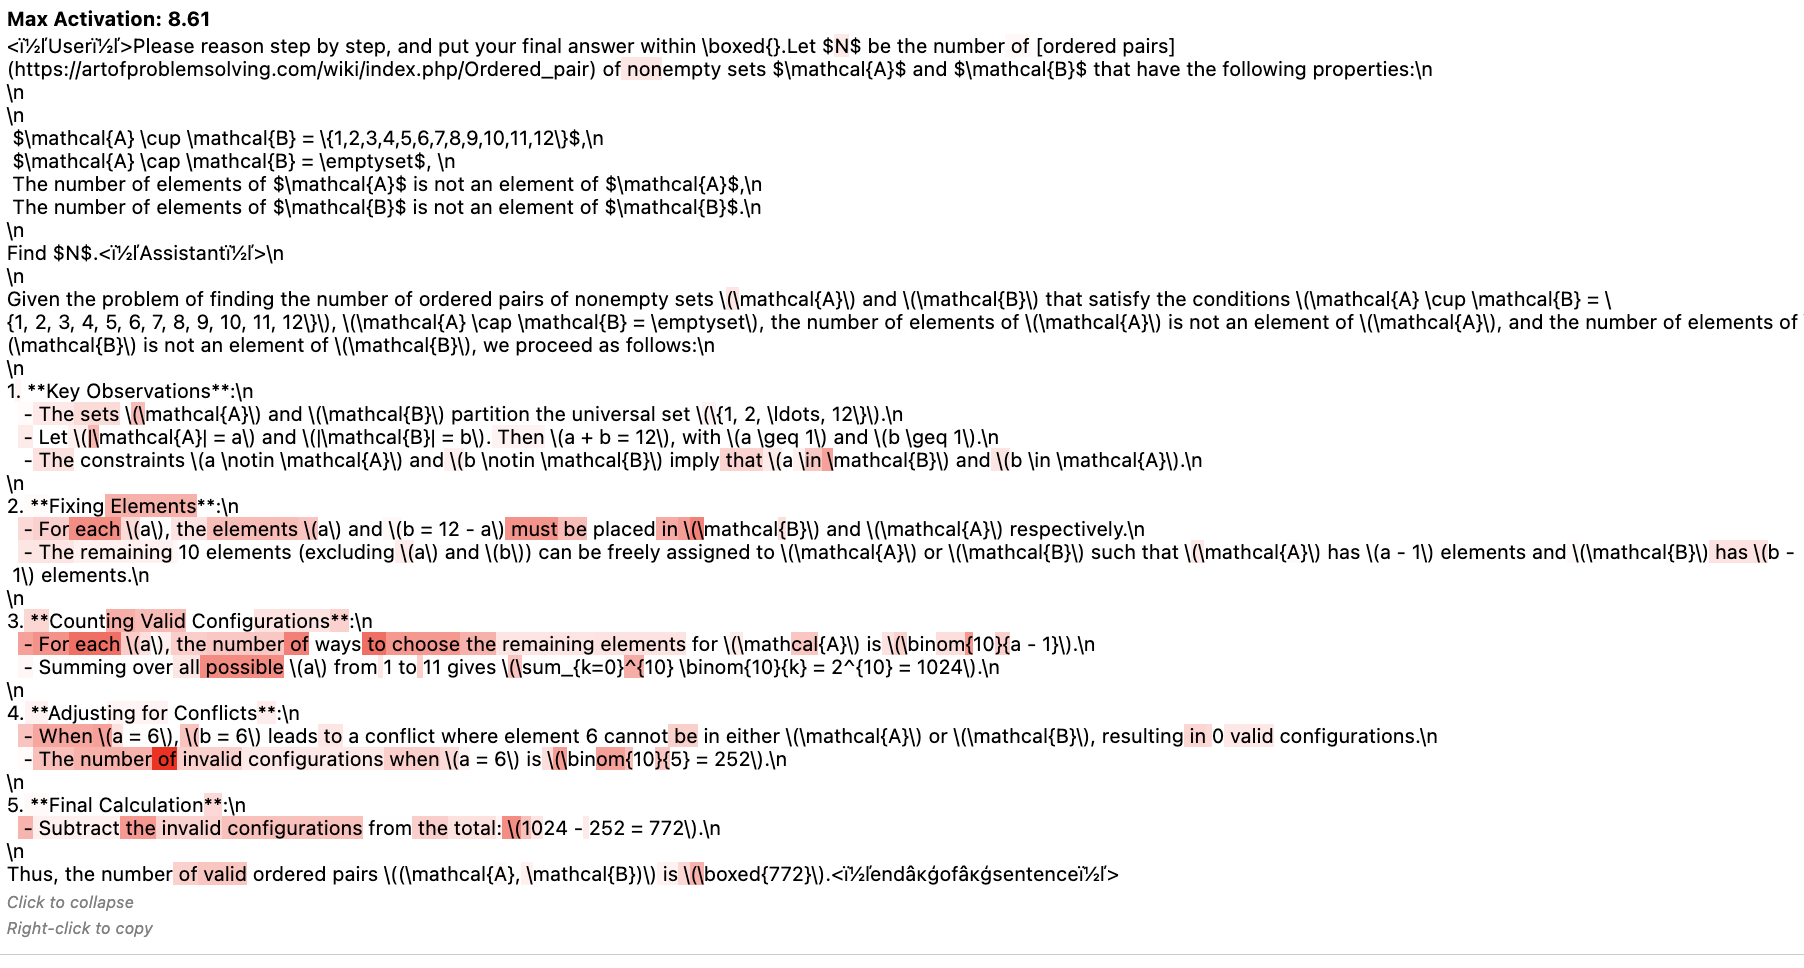 Max Activation: 8.61
<ï½ľUserï½ľ>Please reason step by step, and put your final answer within \boxed{}.Let $N$ be the number of [ordered pairs]
(https://artofproblemsolving.com/wiki/index.php/Ordered_pair) of nonempty sets $\mathcal{A}$ and $\mathcal{B}$ that have the following properties:\n
\n
\n
$\mathcal{A} \cup \mathcal{B} = \{1,2,3,4,5,6,7,8,9,10,11,12\}$,\n
$\mathcal{A} \cap \mathcal{B} = \emptyset$, \n
The number of elements of $\mathcal{A}$ is not an element of $\mathcal{A}$,\n
The number of elements of $\mathcal{B}$ is not an element of $\mathcal{B}$.\n
\n
Find $N$.<ï½ľAssistantï½ľ>\n
\n
Given the problem of finding the number of ordered pairs of nonempty sets \(\mathcal{A}\) and \(\mathcal{B}\) that satisfy the conditions \(\mathcal{A} \cup \mathcal{B} = \
{1, 2, 3, 4, 5, 6, 7, 8, 9, 10, 11, 12\}\), \(\mathcal{A} \cap \mathcal{B} = \emptyset\), the number of elements of \(\mathcal{A}\) is not an element of \(\mathcal{A}\), and the number of elements of
(\mathcal{B}\) is not an element of \(\mathcal{B}\), we proceed as follows:\n
\n
1. **Key Observations**:\n
- The sets \(\mathcal{A}\) and \(\mathcal{B}\) partition the universal set \(\{1, 2, \ldots, 12\}\).\n
- Let \(|\mathcal{A}| = a\) and \(|\mathcal{B}| = b\). Then \(a + b = 12\), with \(a \geq 1\) and \(b \geq 1\).\n
- The constraints \(a \notin \mathcal{A}\) and \(b \notin \mathcal{B}\) imply that \(a \in \mathcal{B}\) and \(b \in \mathcal{A}\).\n
\n
2. **Fixing Elements**:\n
- For each \(a\), the elements \(a\) and \(b = 12 - a\) must be placed in \(\mathcal{B}\) and \(\mathcal{A}\) respectively.\n
- The remaining 10 elements (excluding \(a\) and \(b\)) can be freely assigned to \(\mathcal{A}\) or \(\mathcal{B}\) such that \(\mathcal{A}\) has \(a - 1\) elements and \(\mathcal{B}\) has \(b -
1\) elements.\n
\n
3. **Counting Valid Configurations**:\n
- For each \(a\), the number of ways to choose the remaining elements for \(\mathcal{A}\) is \(\binom{10}{a - 1}\).\n
- Summing over all possible \(a\) from 1 to 11 gives \(\sum_{k=0}^{10} \binom{10}{k} = 2^{10} = 1024\).\n
\n
4. **Adjusting for Conflicts**:\n
- When \(a = 6\), \(b = 6\) leads to a conflict where element 6 cannot be in either \(\mathcal{A}\) or \(\mathcal{B}\), resulting in 0 valid configurations.\n
- The number of invalid configurations when \(a = 6\) is \(\binom{10}{5} = 252\).\n
\n
5. **Final Calculation**:\n
- Subtract the invalid configurations from the total: \(1024 - 252 = 772\).\n
\n
Thus, the number of valid ordered pairs \((\mathcal{A}, \mathcal{B})\) is \(\boxed{772}\).<ï½ľendâĸģofâĸģsentenceï½ľ>
Click to collapse
Right-click to copy